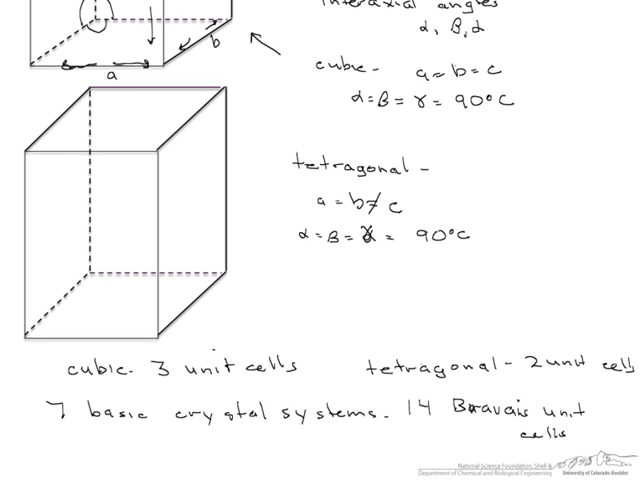 interaxial angles
α, β, α
b
a
cubic- a = b = c
α = β = γ = 90°C
tetragonal -
a = b ≠ c
α = β = = 90°C
cubic- 3 unit cells tetragonal - 2 unit cells
7 basic crystal systems - 14 Bravais unit
cells
National Science Foundation, Shell &
Department of Chemical and Biological Engineering
University of Colorado-Boulder